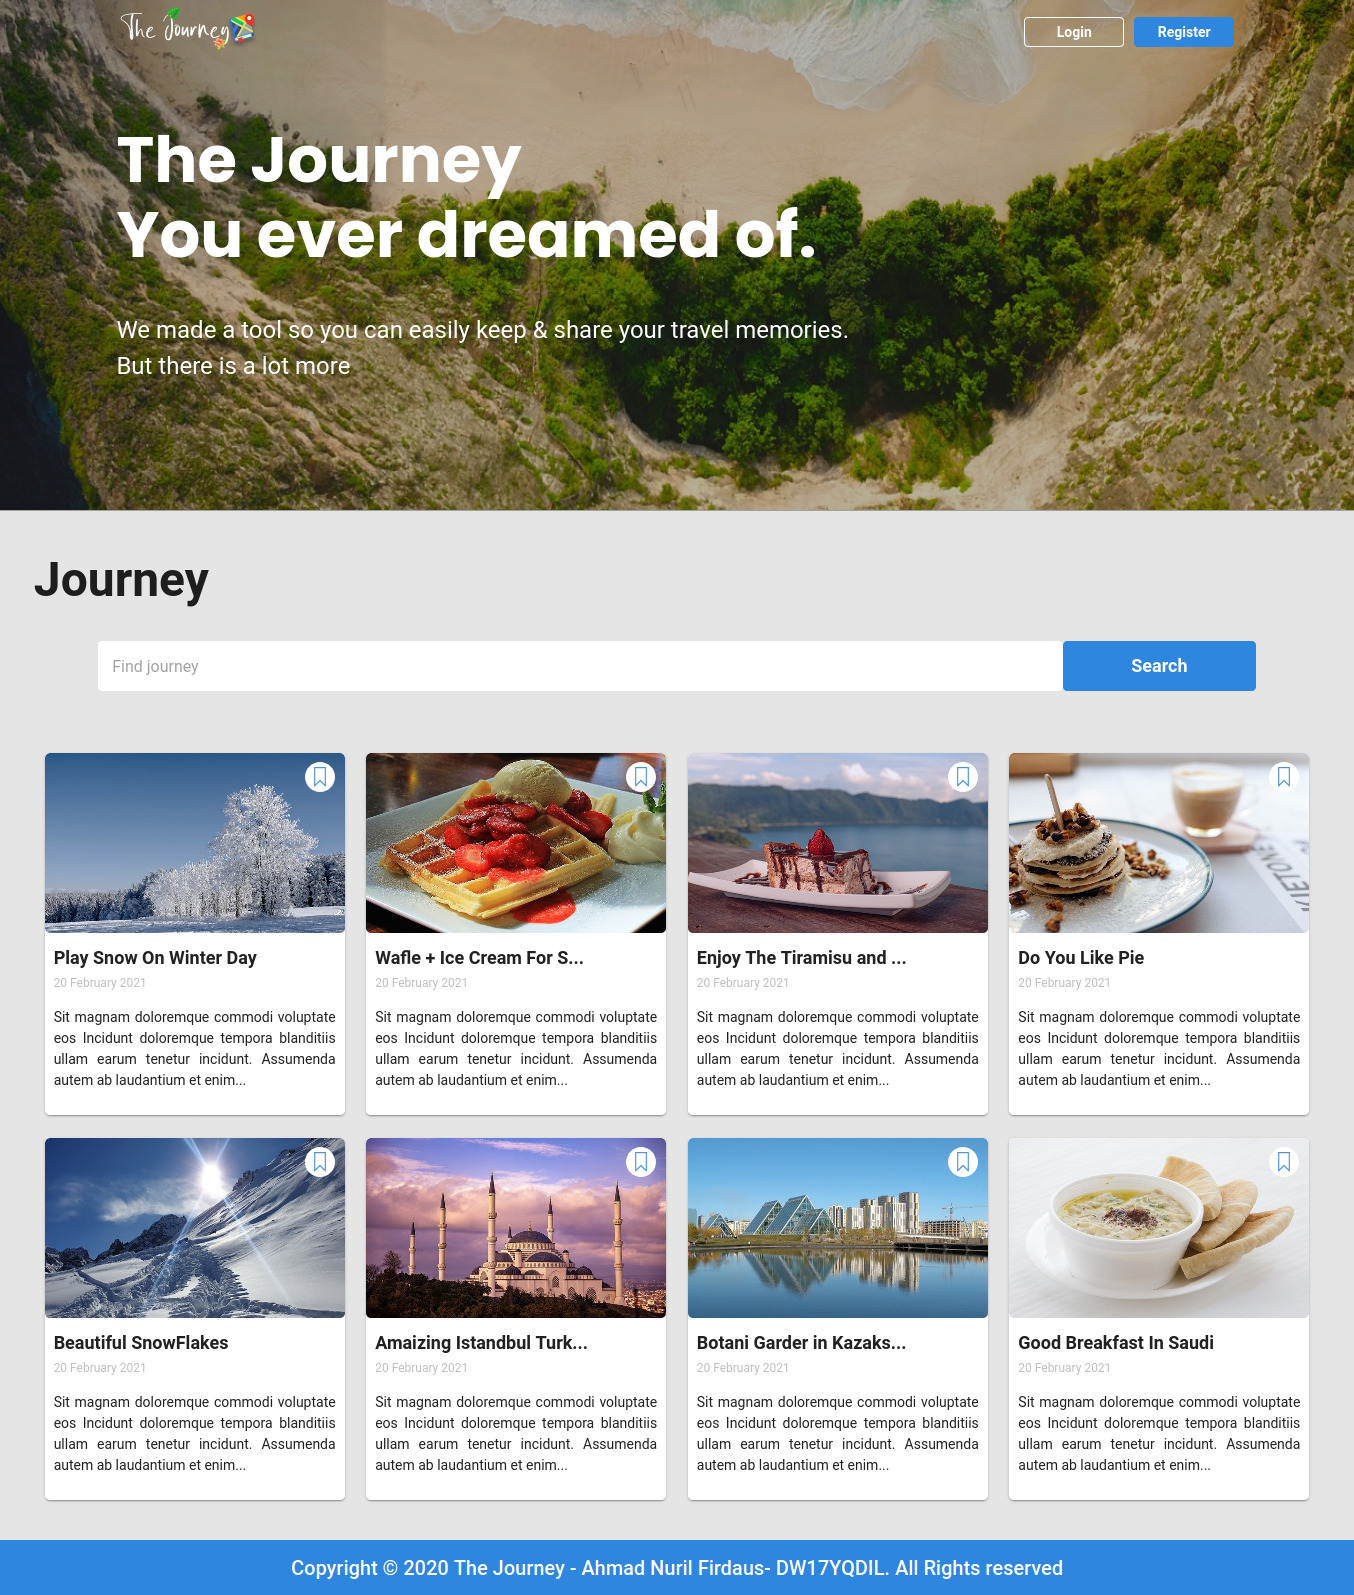 The Journey
Login
Register
The Journey
You ever dreamed of.
We made a tool so you can easily keep & share your travel memories.
But there is a lot more
Journey
Find journey
Search
Play Snow On Winter Day
20 February 2021
Sit magnam doloremque commodi voluptate
eos Incidunt doloremque tempora blanditiis
ullam earum tenetur incidunt. Assumenda
autem ab laudantium et enim...
Wafle + Ice Cream For S...
20 February 2021
Sit magnam doloremque commodi voluptate
eos Incidunt doloremque tempora blanditiis
ullam earum tenetur incidunt. Assumenda
autem ab laudantium et enim...
Enjoy The Tiramisu and ...
20 February 2021
Sit magnam doloremque commodi voluptate
eos Incidunt doloremque tempora blanditiis
ullam earum tenetur incidunt. Assumenda
autem ab laudantium et enim...
Do You Like Pie
20 February 2021
Sit magnam doloremque commodi voluptate
eos Incidunt doloremque tempora blanditiis
ullam earum tenetur incidunt. Assumenda
autem ab laudantium et enim...
Beautiful SnowFlakes
20 February 2021
Sit magnam doloremque commodi voluptate
eos Incidunt doloremque tempora blanditiis
ullam earum tenetur incidunt. Assumenda
autem ab laudantium et enim...
Amaizing Istandbul Turk...
20 February 2021
Sit magnam doloremque commodi voluptate
eos Incidunt doloremque tempora blanditiis
ullam earum tenetur incidunt. Assumenda
autem ab laudantium et enim...
Botani Garder in Kazaks...
20 February 2021
Sit magnam doloremque commodi voluptate
eos Incidunt doloremque tempora blanditiis
ullam earum tenetur incidunt. Assumenda
autem ab laudantium et enim...
Good Breakfast In Saudi
20 February 2021
Sit magnam doloremque commodi voluptate
eos Incidunt doloremque tempora blanditiis
ullam earum tenetur incidunt. Assumenda
autem ab laudantium et enim...
Copyright © 2020 The Journey - Ahmad Nuril Firdaus- DW17YQDIL. All Rights reserved